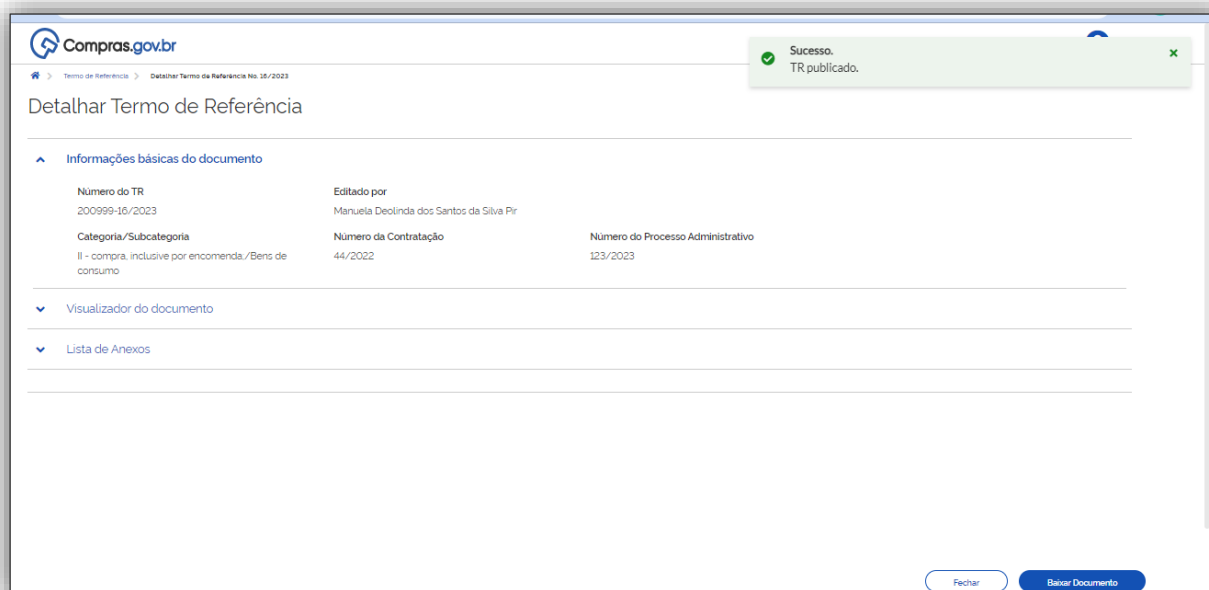 Compras.gov.br
Sucesso.
TR publicado.
Termo de Referência > Detalhar Termo de Referência No. 16/2023
Detalhar Termo de Referência
Informações básicas do documento
Número do TR Editado por
200999-16/2023 Manuela Deolinda dos Santos da Silva Pir
Categoria/Subcategoria Número da Contratação Número do Processo Administrativo
II - compra, inclusive por encomenda;/Bens de 44/2022 123/2023
consumo
Visualizador do documento
Lista de Anexos
Fechar Baixar Documento